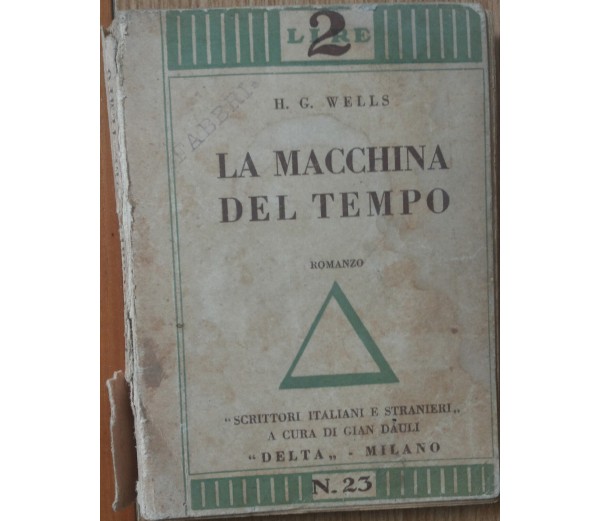 2
LIRE
H. G. WELLS
LA MACCHINA
DEL TEMPO
ROMANZO
"SCRITTORI ITALIANI E STRANIERI„
A CURA DI GIAN DÀULI
"DELTA„ - MILANO
N. 23